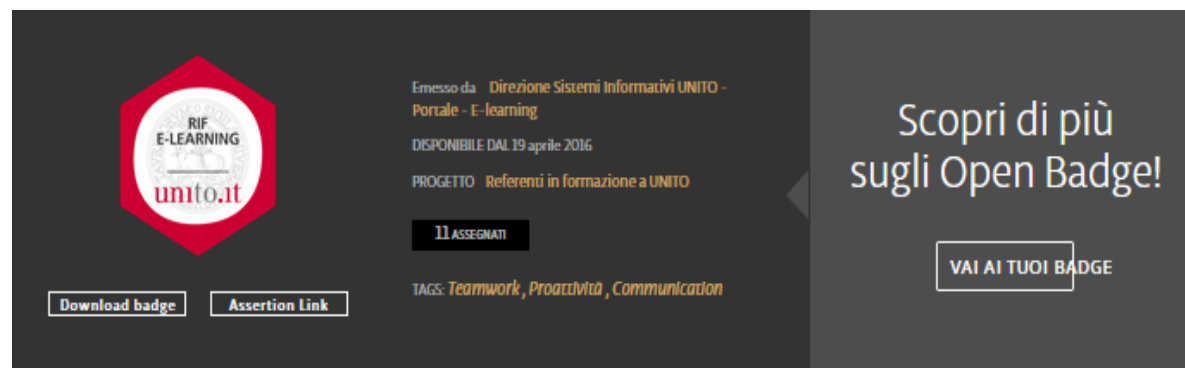 RIF
E-LEARNING
unito.it
Download badge
Assertion Link
Emesso da Direzione Sistemi Informativi UNITO -
Portale - E-learning
DISPONIBILE DAL 19 aprile 2016
PROGETTO Referenti in formazione a UNITO
11 ASSEGNATI
TAGS: Teamwork , Proattività , Communication
Scopri di più
sugli Open Badge!
VAI AI TUOI BADGE